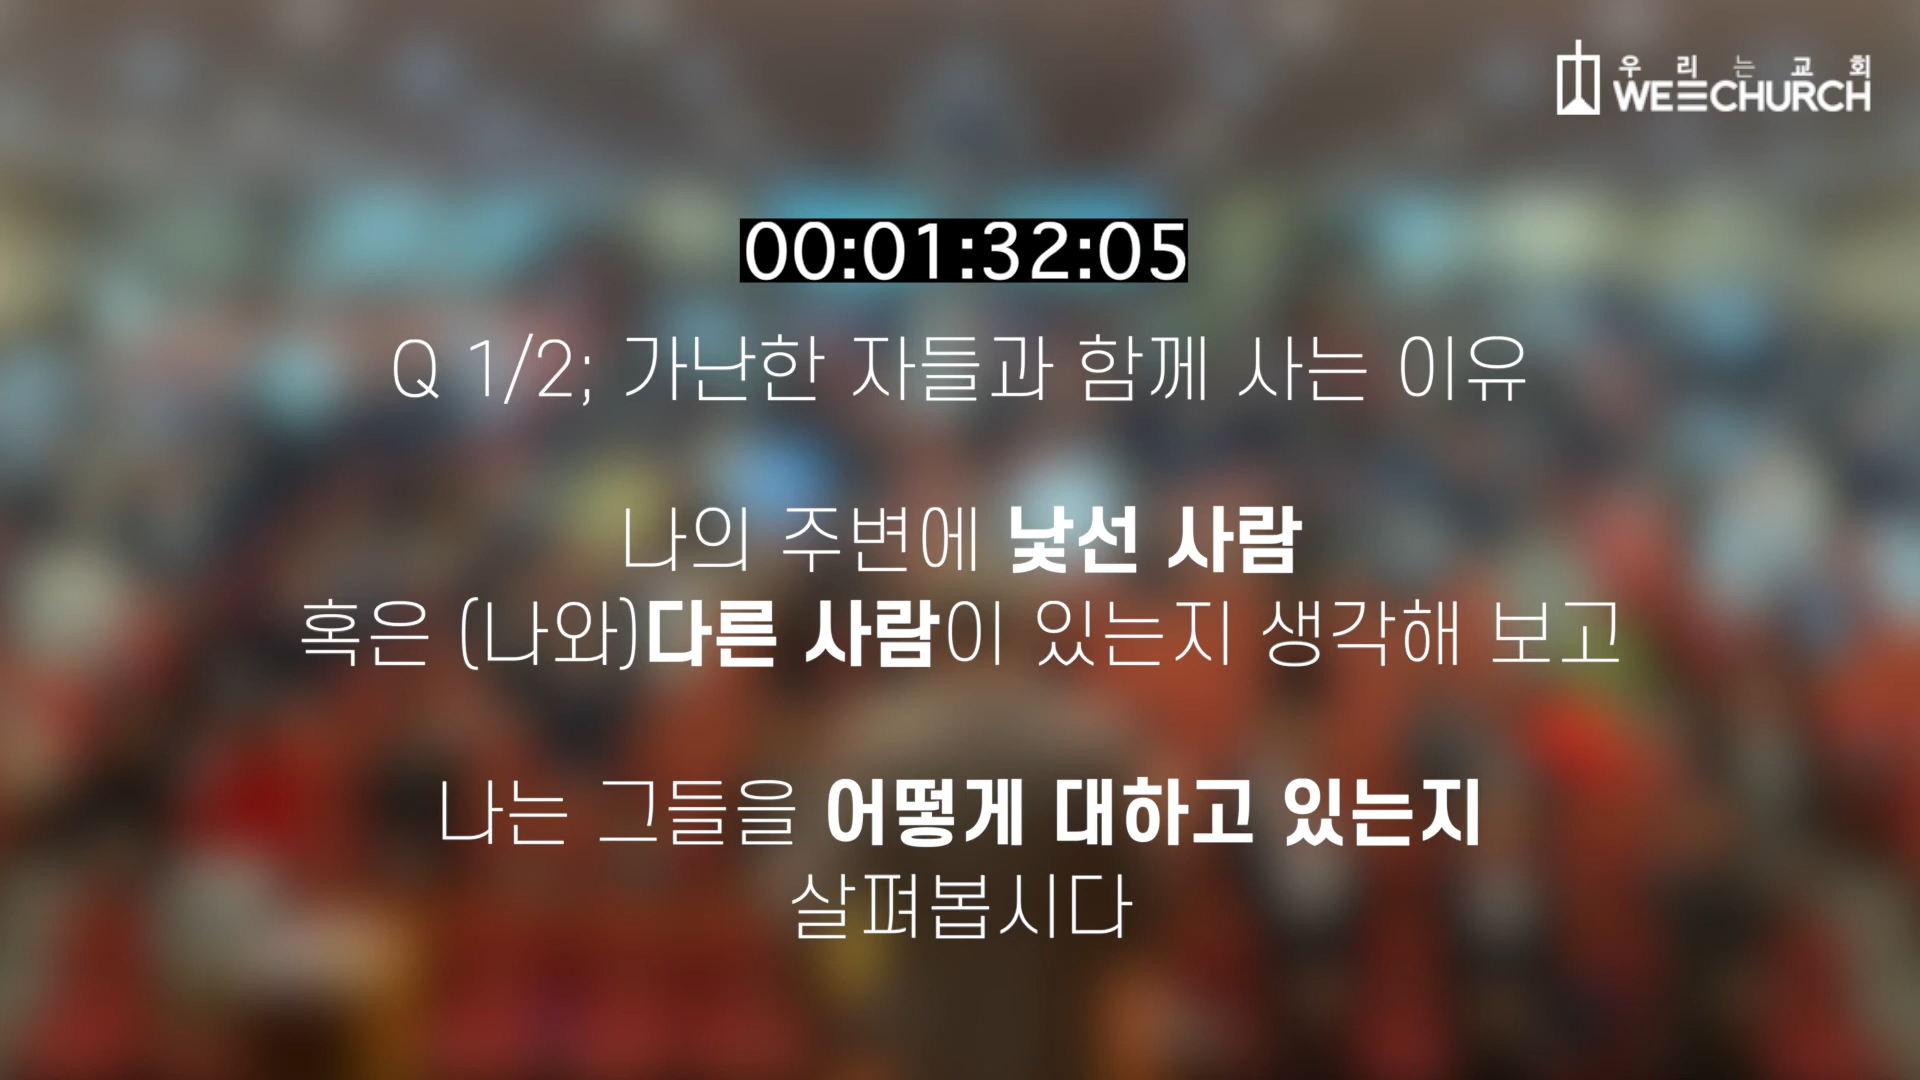 우리는교회
WECHURCH
00:01:32:05
Q 1/2; 가난한 자들과 함께 사는 이유
나의 주변에 낯선 사람
혹은 (나와)다른 사람이 있는지 생각해 보고
나는 그들을 어떻게 대하고 있는지
살펴봅시다